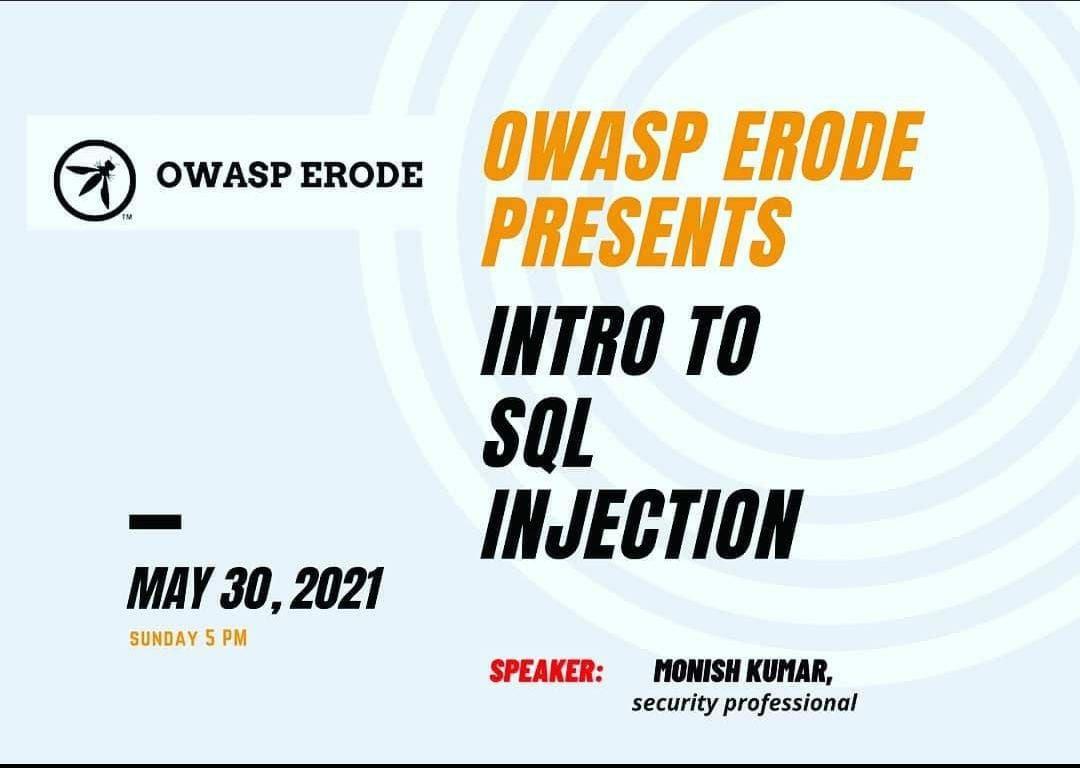 OWASP ERODE
TM
OWASP ERODE
PRESENTS
INTRO TO
SQL
INJECTION
MAY 30, 2021
SUNDAY 5 PM
SPEAKER: MONISH KUMAR,
security professional